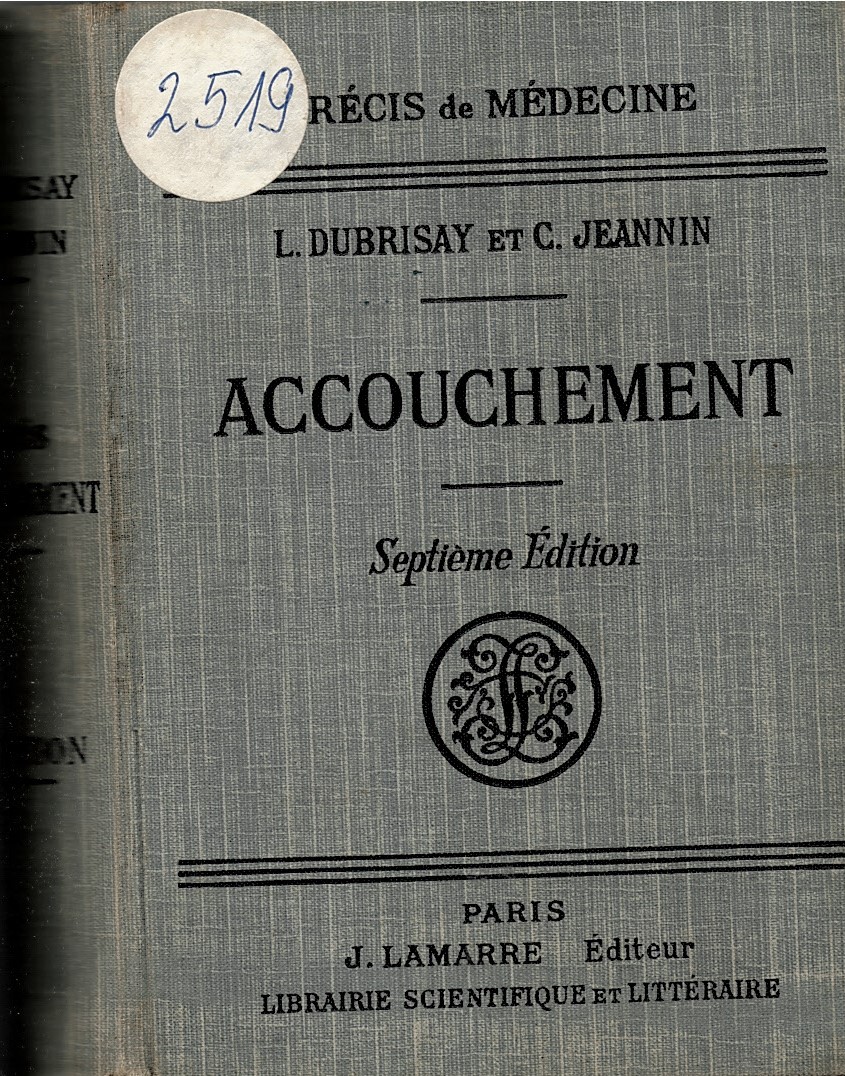 2519
RÉCIS de MÉDECINE
L. DUBRISAY ET C. JEANNIN
ACCOUCHEMENT
Septième Édition
PARIS
J. LAMARRE Éditeur
LIBRAIRIE SCIENTIFIQUE ET LITTÉRAIRE